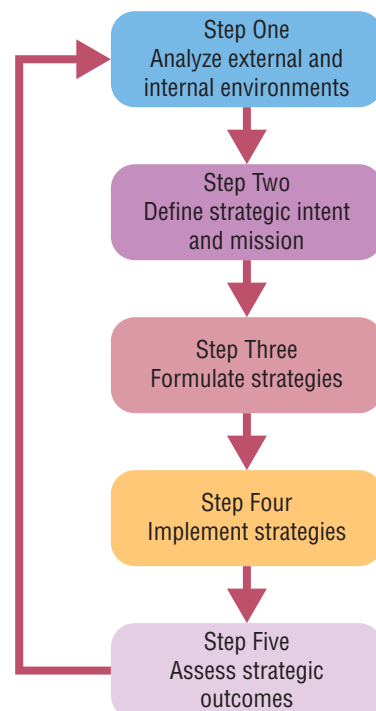 Step One
Analyze external and
internal environments
Step Two
Define strategic intent
and mission
Step Three
Formulate strategies
Step Four
Implement strategies
Step Five
Assess strategic
outcomes